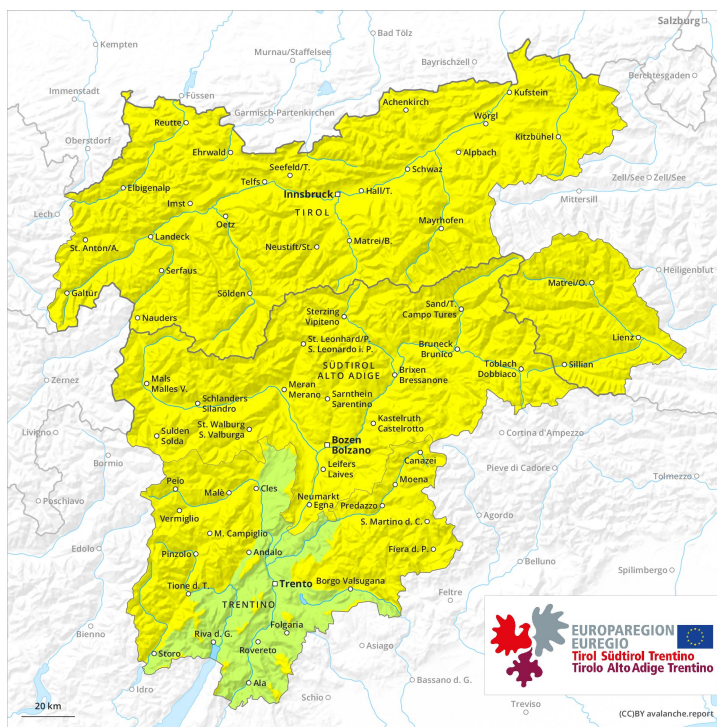 Salzburg
Kempten
Bad Tölz
Murnau/Staffelsee
Bayrischzell
Berchtesgaden
Immenstadt
Füssen
Garmisch-Partenkirchen
Achenkirch
Kufstein
Reutte
Wörgl
Oberstdorf
Ehrwald
Kitzbühel
Alpbach
Seefeld/T.
Schwaz
Telfs
Zell/See
Zell/See
Elbigenalp
Innsbruck
Hall/T.
Mittersill
Imst
TIROL
Lech
Oetz
Mayrhofen
Landeck
Neustift/St.
Matrei/B.
St. Anton/A.
Serfaus
Heiligenblut
Matrei/O.
Galtür
Sölden
Sand/T.
Campo Tures
Nauders
Sterzing
Vipiteno
Lienz
St. Leonhard/P.
S. Leonardo i. P.
Bruneck
Brunico
Toblach
Dobbiaco
Sillian
SÜDTIROL
ALTO ADIGE
Brixen
Bressanone
Zernez
Mals
Malles V.
Meran
Merano
Sarnthein
Sarentino
Schlanders
Silandro
Kastelruth
Castelrotto
Livigno
Sulden
Solda
St. Walburg
S. Valburga
Bozen
Bolzano
Cortina d'Ampezzo
Bormio
Leifers
Laives
Canazei
Pieve di Cadore
Tolmezzo
Poschiavo
Peio
Malè
Cles
Neumarkt
Egna
Moena
Predazzo
Vermiglio
Agordo
M. Campiglio
S. Martino d. C.
Edolo
Pinzolo
Andalo
Fiera d. P.
Belluno
Spilimbergo
Tione d. T.
Trento
Borgo Valsugana
Feltre
TRENTINO
Folgaria
Bienno
Riva d. G.
Rovereto
Asiago
Storo
Bassano d. G.
Idro
Ala
Schio
Treviso
EUROPAREGION
EUREGIO
Tirol Südtirol Trentino
Tirolo Alto Adige Trentino
20 km
(CC)BY avalanche.report